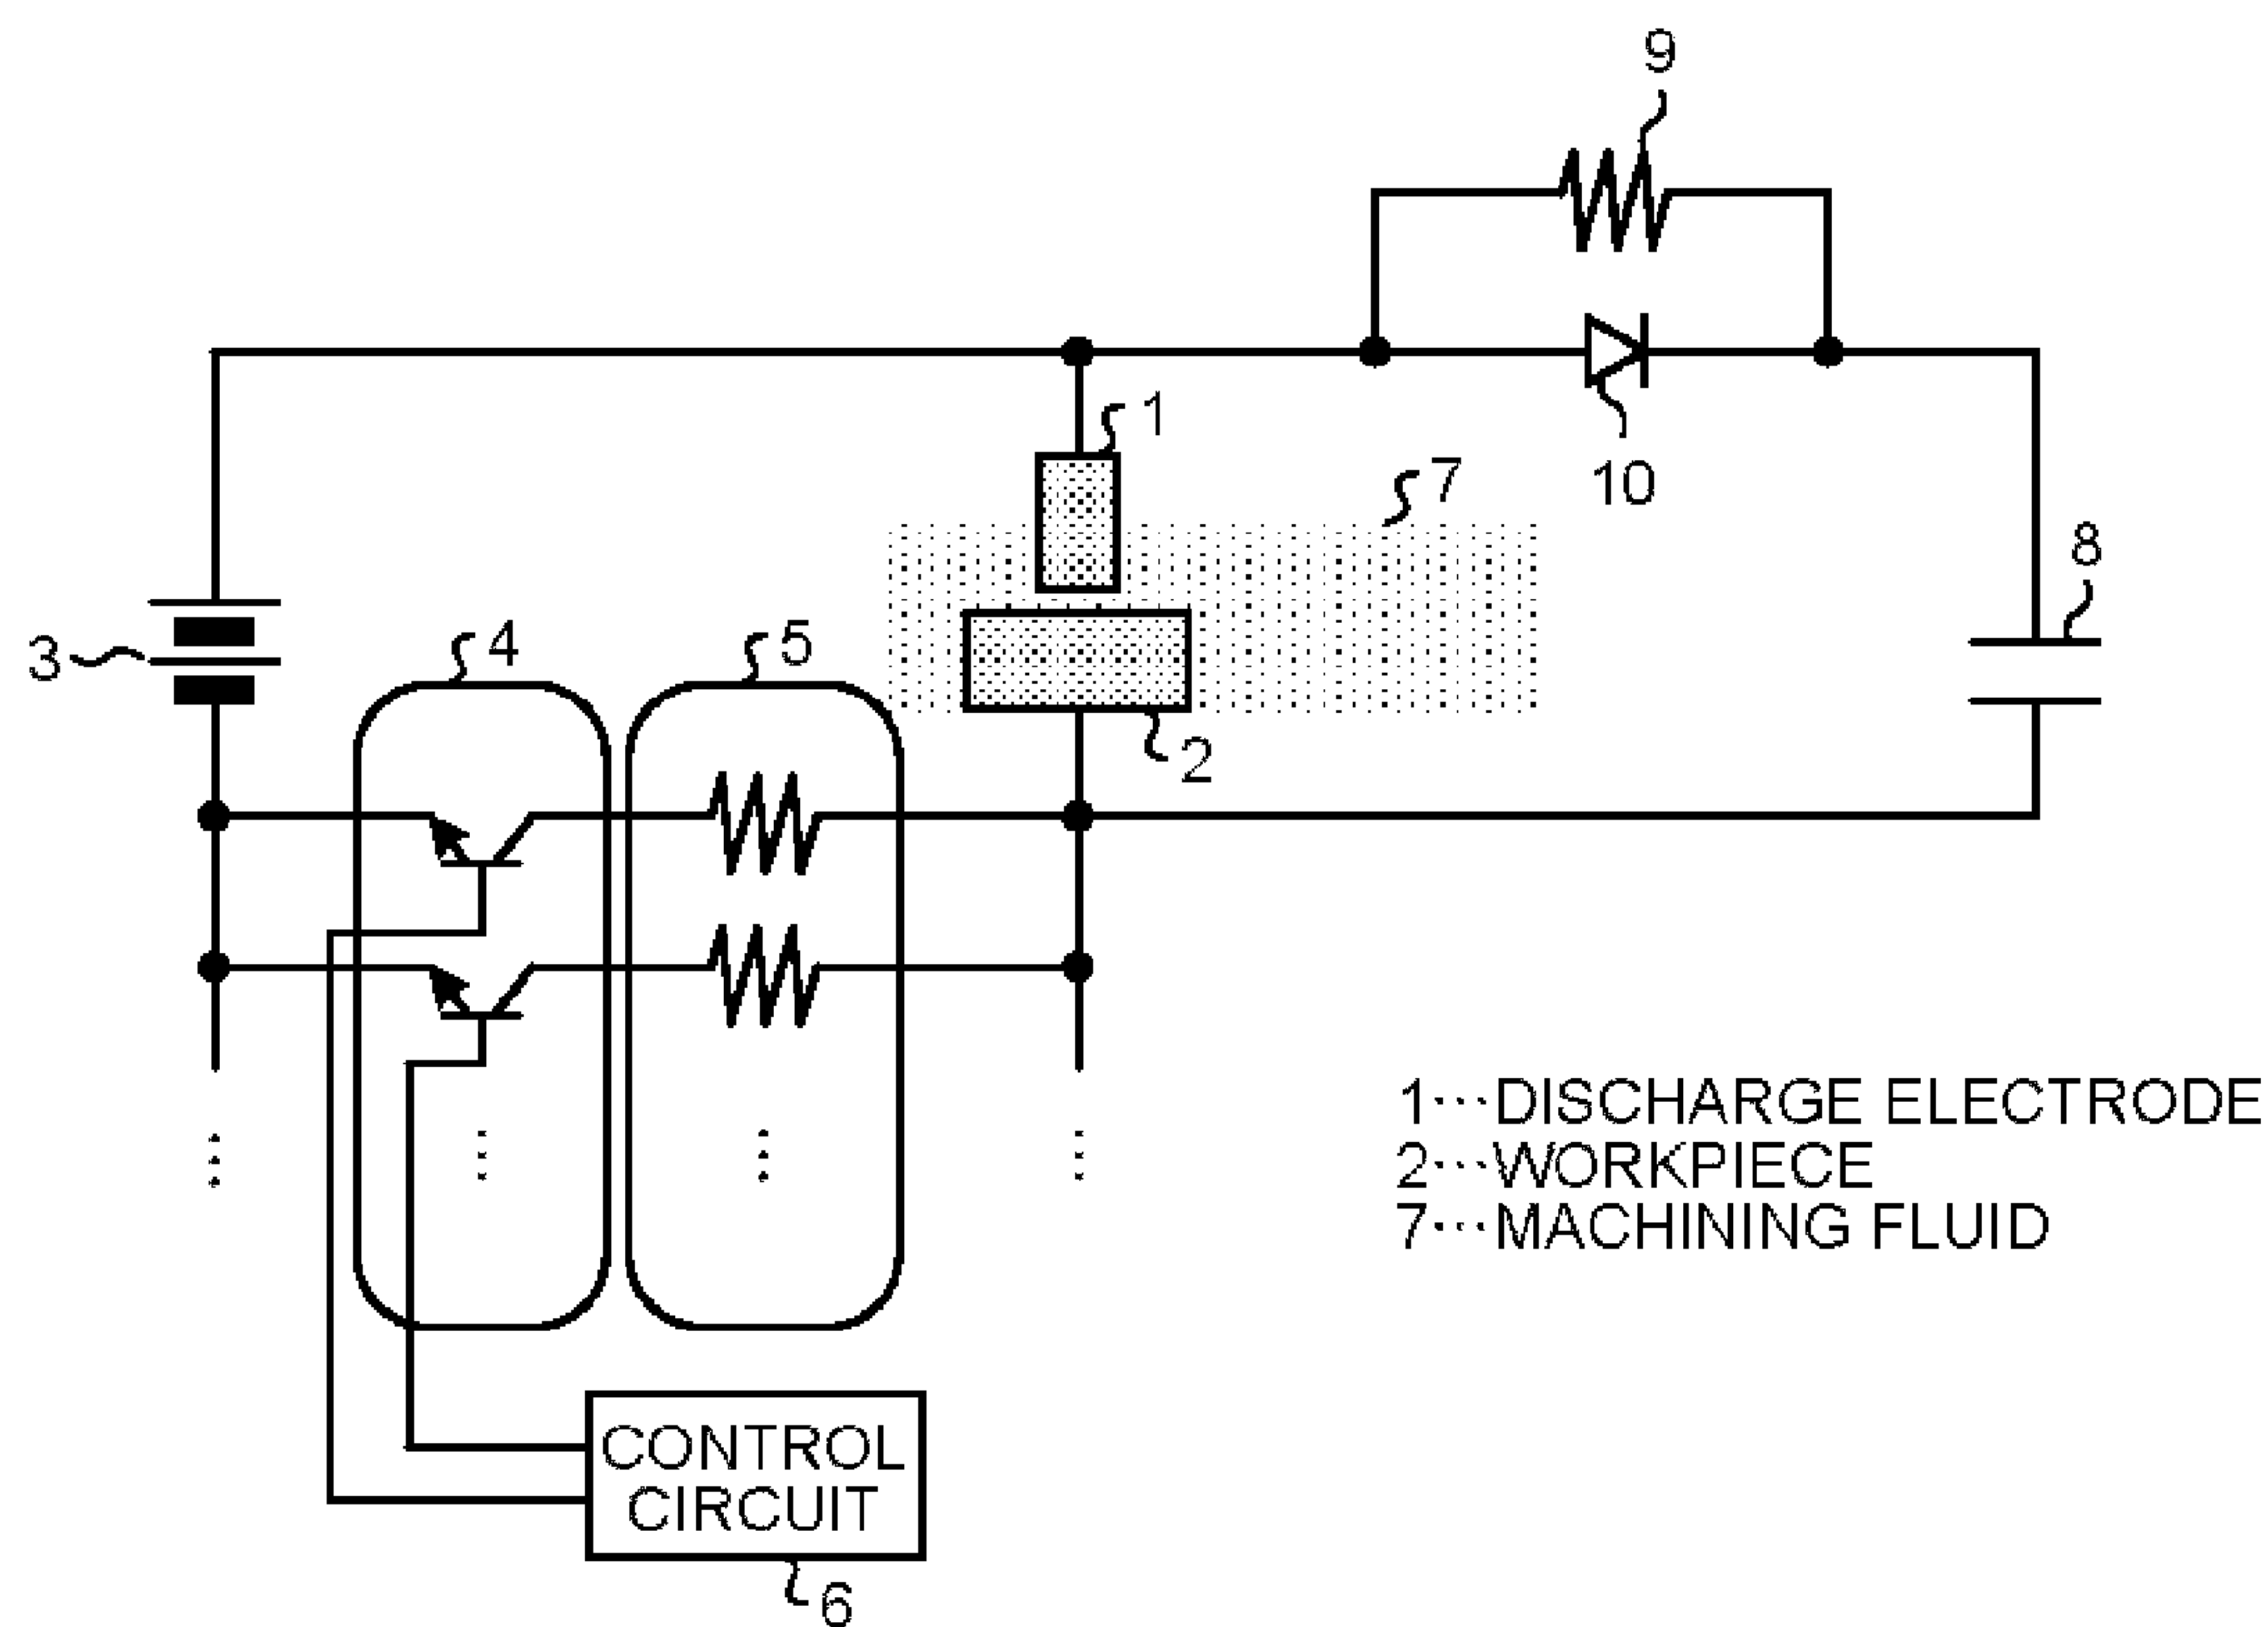 9
1
7
10
8
3
4
5
2
1···DISCHARGE ELECTRODE
2···WORKPIECE
7···MACHINING FLUID
CONTROL
CIRCUIT
6